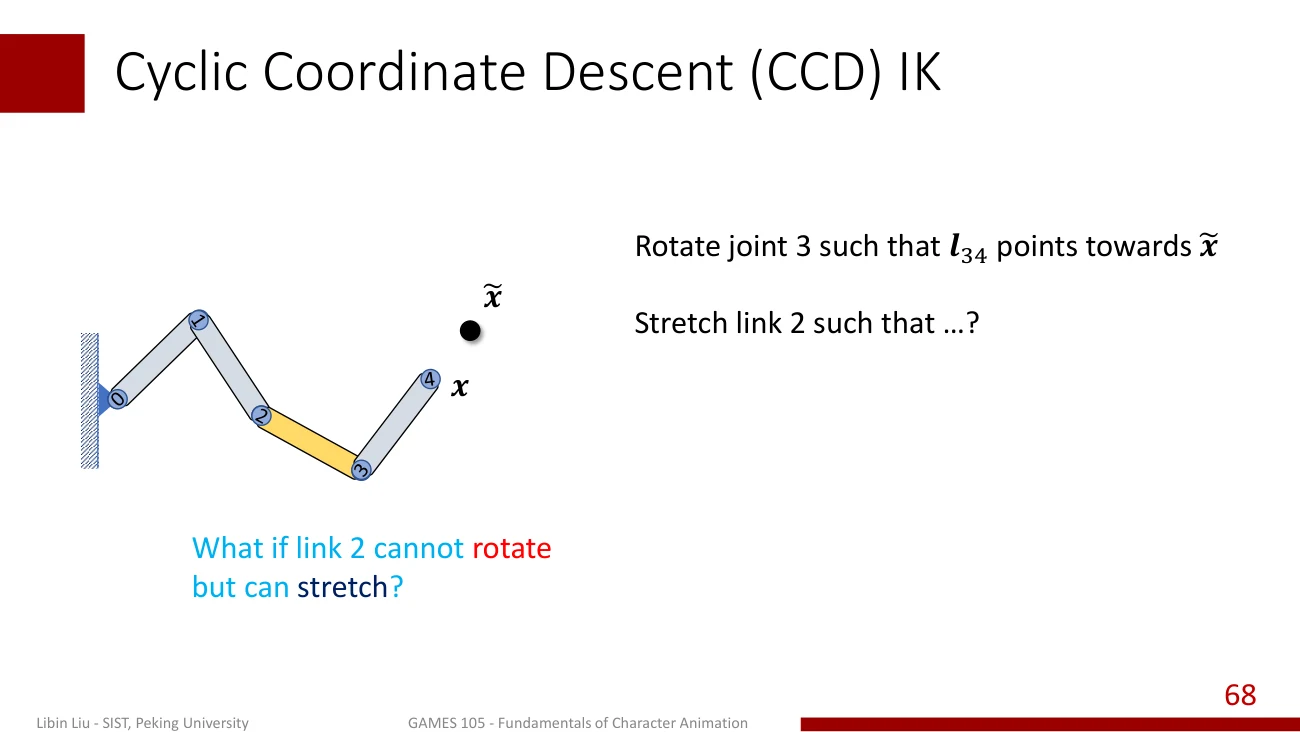 Cyclic Coordinate Descent (CCD) IK
Rotate joint 3 such that 𝒍₃₄ points towards 𝒙̃
Stretch link 2 such that …?
𝒙̃
1
4
𝒙
0
2
3
What if link 2 cannot rotate
but can stretch?
68
Libin Liu - SIST, Peking University
GAMES 105 - Fundamentals of Character Animation